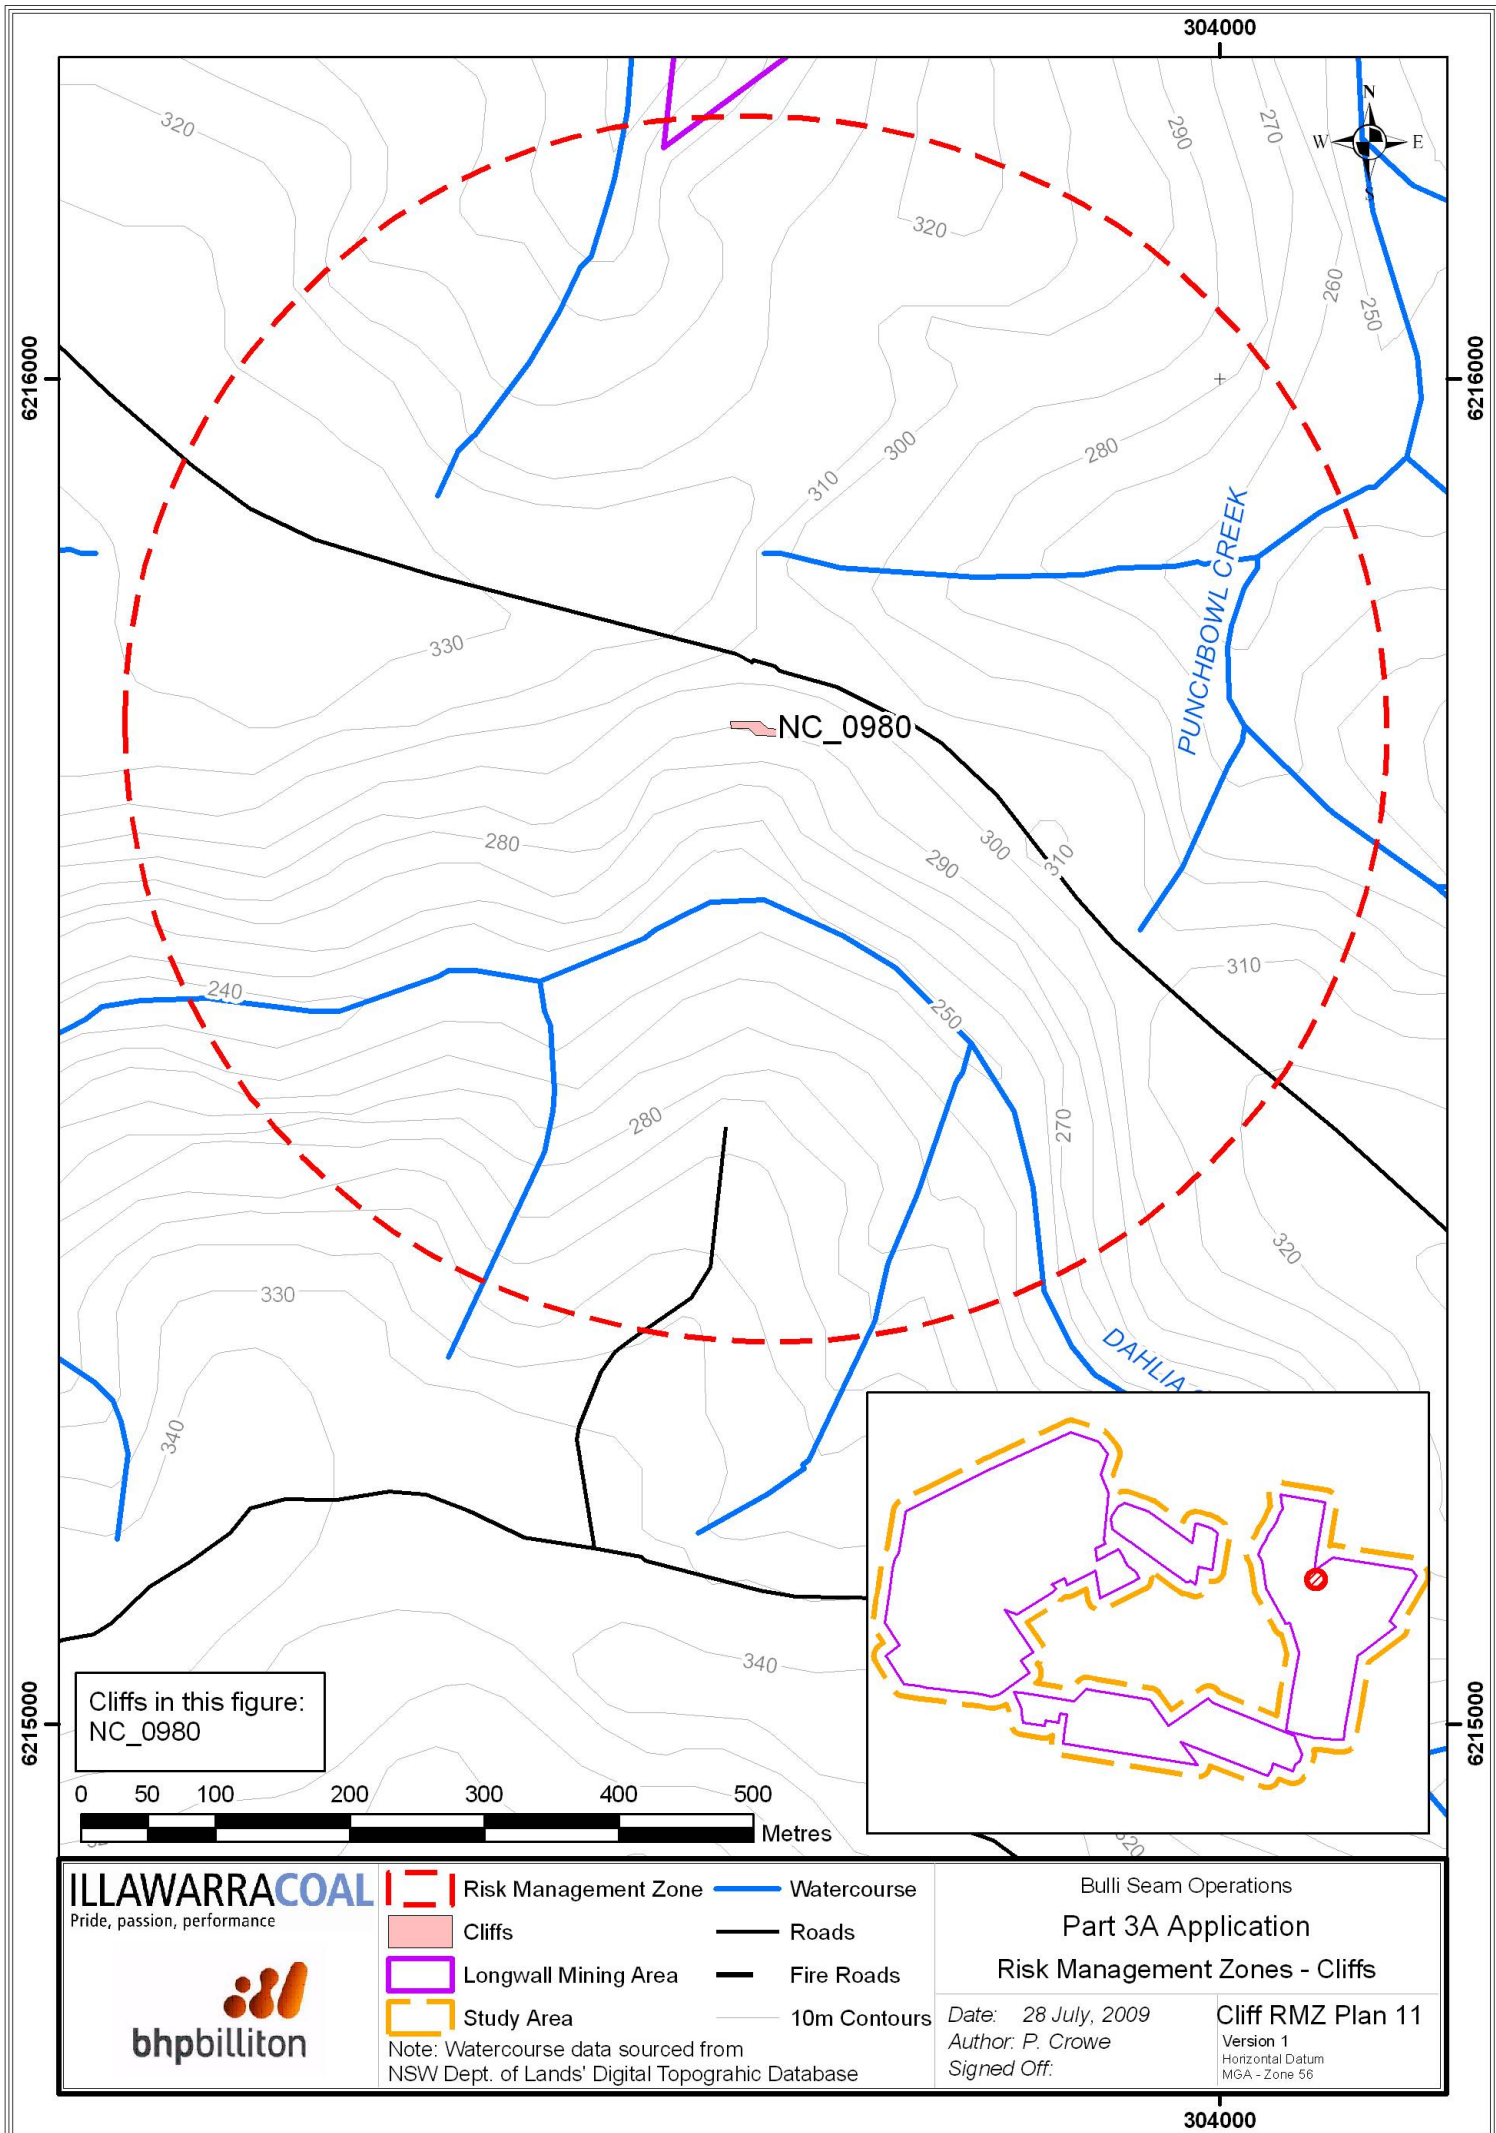 304000
N
W E
S
320
290
270
320
260
250
6216000
6216000
300
280
310
PUNCHBOWL CREEK
330
NC_0980
280
300
310
290
310
240
250
280
270
320
330
DAHLIA
340
340
Cliffs in this figure:
NC_0980
6215000
6215000
0 50 100 200 300 400 500
Metres
320
ILLAWARRACOAL
Pride, passion, performance
bhpbilliton
Risk Management Zone
Cliffs
Longwall Mining Area
Study Area
Watercourse
Roads
Fire Roads
10m Contours
Note: Watercourse data sourced from
NSW Dept. of Lands' Digital Topograhic Database
Bulli Seam Operations
Part 3A Application
Risk Management Zones - Cliffs
Date: 28 July, 2009
Author: P. Crowe
Signed Off:
Cliff RMZ Plan 11
Version 1
Horizontal Datum
MGA - Zone 56
304000